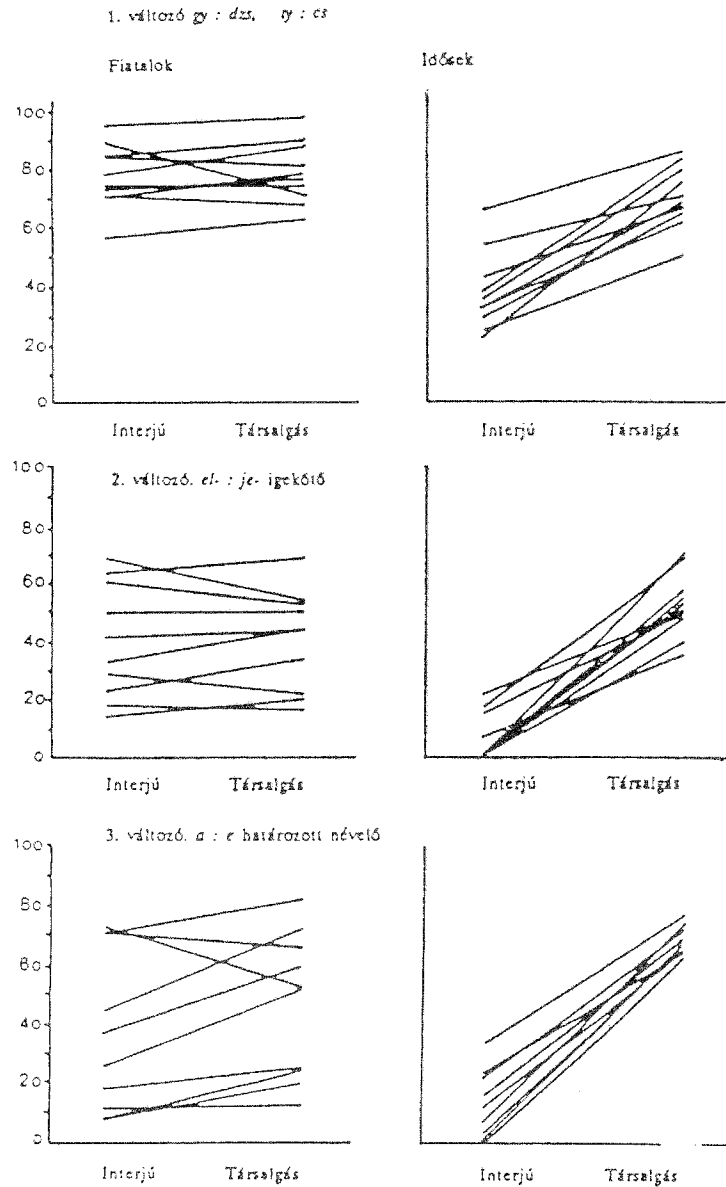 1. változó gy : dzs, ty : cs
Fiatalok
Idősek
100
80
60
40
20
0
Interjú Társalgás
Interjú Társalgás
2. változó. el- : je- igekötő
100
80
60
40
20
0
Interjú Társalgás
Interjú Társalgás
3. változó. a : e határozott névelő
100
80
60
40
20
0
Interjú Társalgás
Interjú Társalgás